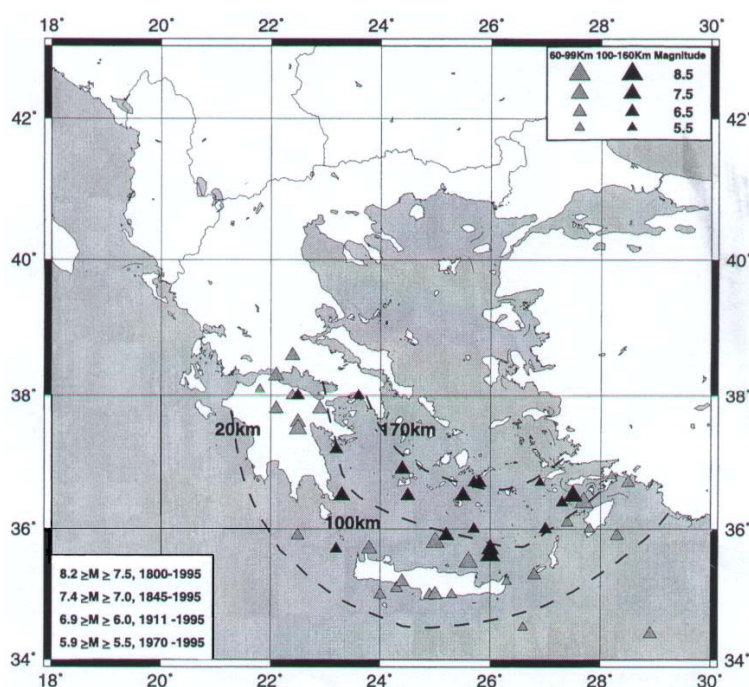 18° 20° 22° 24° 26° 28° 30°
60-99Km 100-160Km Magnitude
8.5
7.5
6.5
5.5
42° 42°
40° 40°
38° 38°
20km 170km
36° 36°
100km
8.2 ≥M ≥ 7.5, 1800-1995
7.4 ≥M≥ 7.0, 1845-1995
6.9 ≥M≥ 6.0, 1911 -1995
5.9 ≥M≥ 5.5, 1970 -1995
34° 34°
18 20 22 24 26 28 30